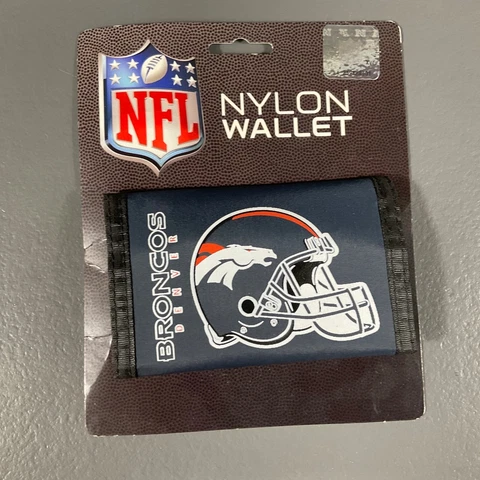 NFL
NYLON
WALLET
BRONCOS
DENVER